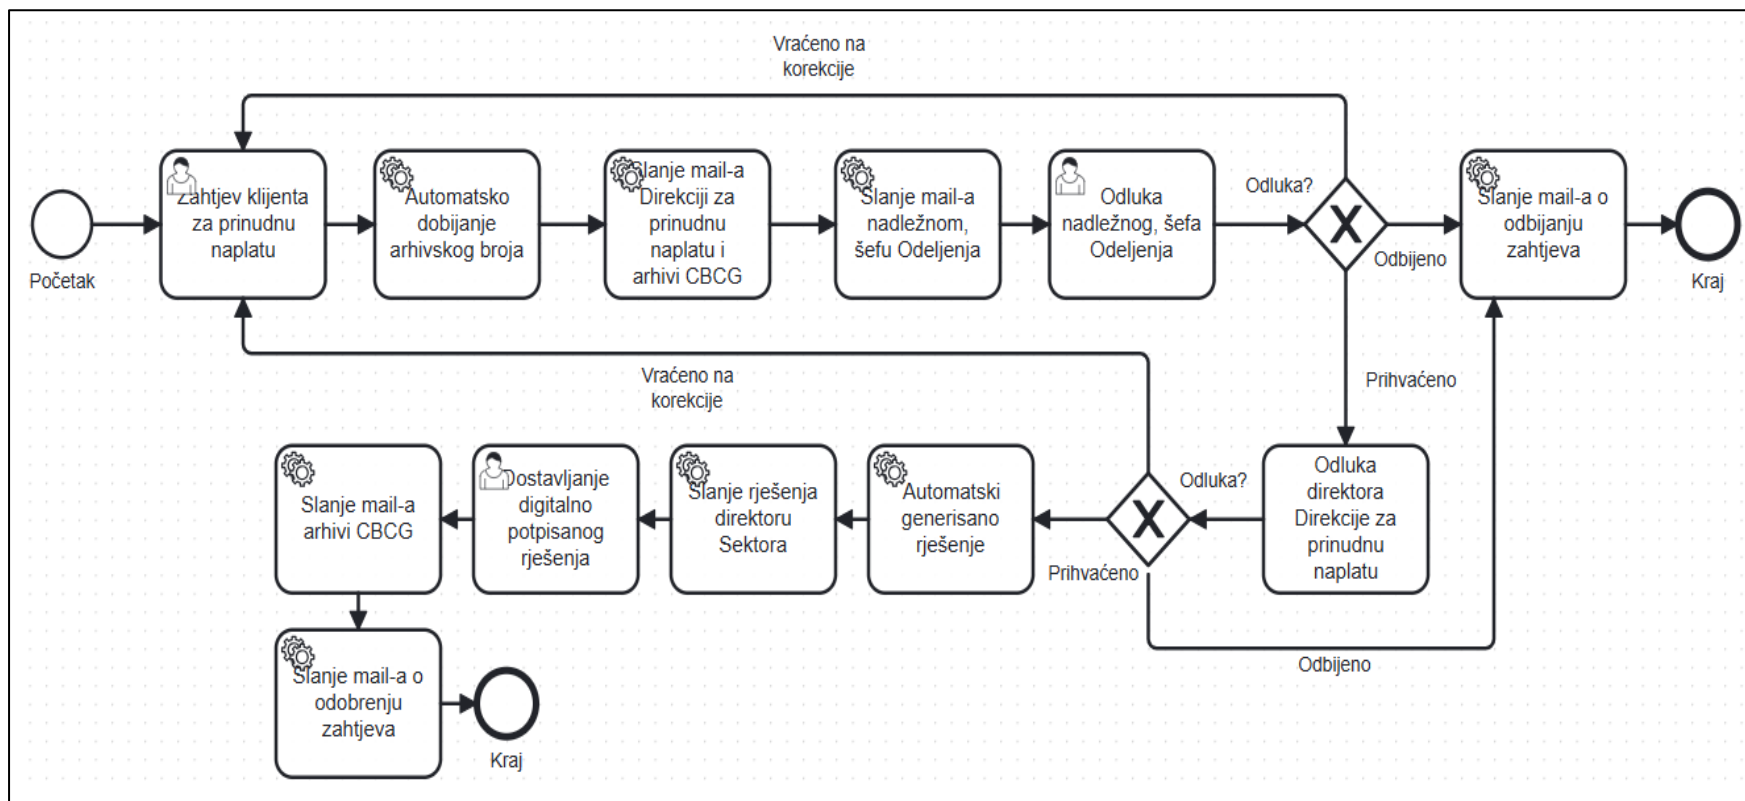 Vraćeno na
korekcije
Početak
Zahtjev klijenta
za prinudnu
naplatu
Automatsko
dobijanje
arhivskog broja
Slanje mail-a
Direkciji za
prinudnu
naplatu i
arhivi CBCG
Slanje mail-a
nadležnom,
šefu Odeljenja
Odluka
nadležnog, šefa
Odeljenja
Odluka?
Odbijeno
Slanje mail-a o
odbijanju
zahtjeva
Kraj
Vraćeno na
korekcije
Prihvaćeno
Slanje mail-a
arhivi CBCG
Dostavljanje
digitalno
potpisanog
rješenja
Slanje rješenja
direktoru
Sektora
Automatski
generisano
rješenje
Prihvaćeno
Odluka?
Odluka
direktora
Direkcije za
prinudnu
naplatu
Odbijeno
Slanje mail-a o
odobrenju
zahtjeva
Kraj